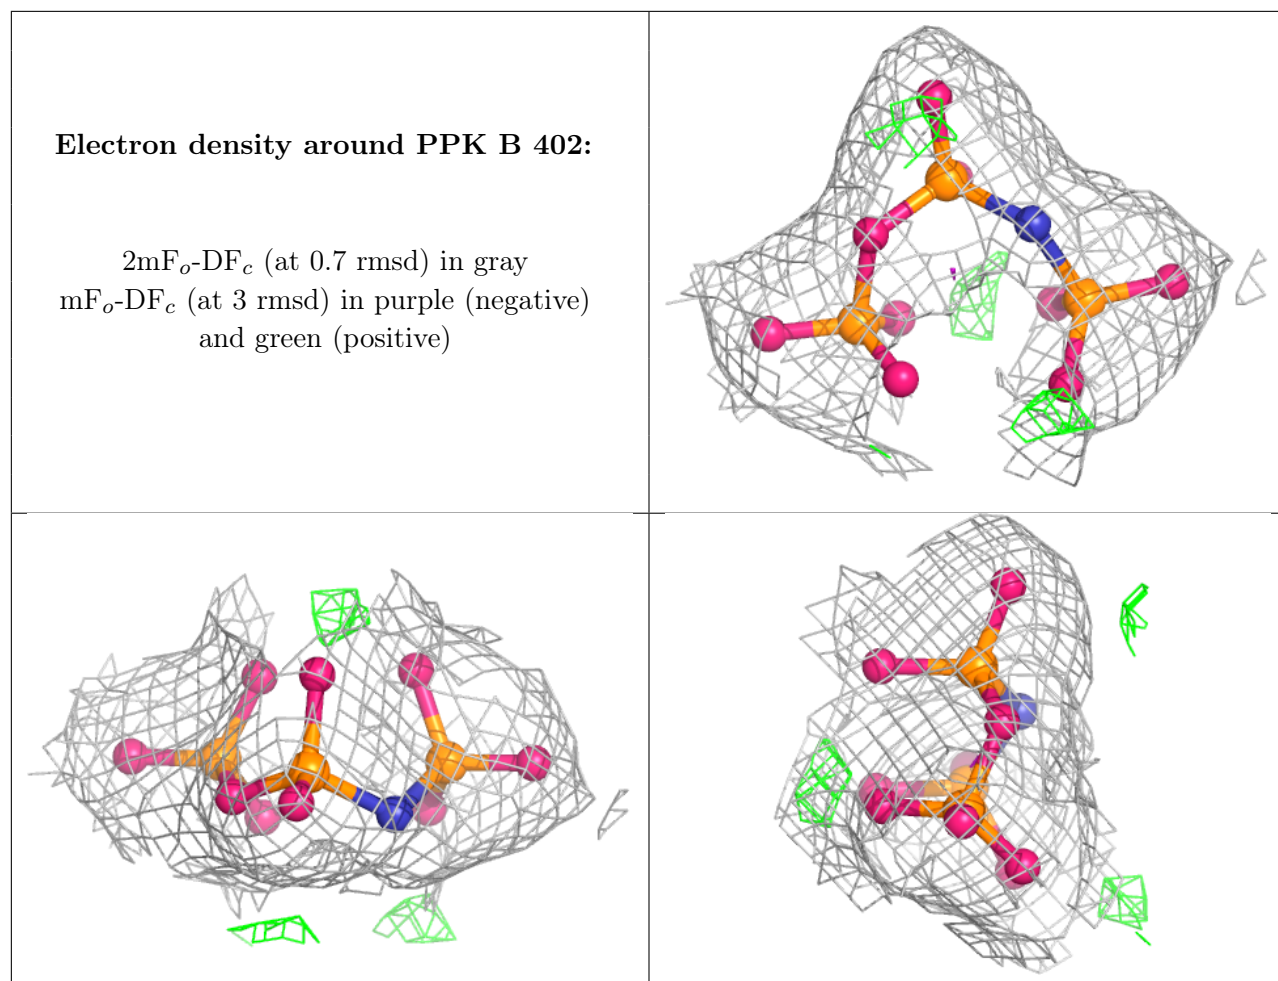 Electron density around PPK B 402:
2mFo-DFc (at 0.7 rmsd) in gray
mFo-DFc (at 3 rmsd) in purple (negative)
and green (positive)